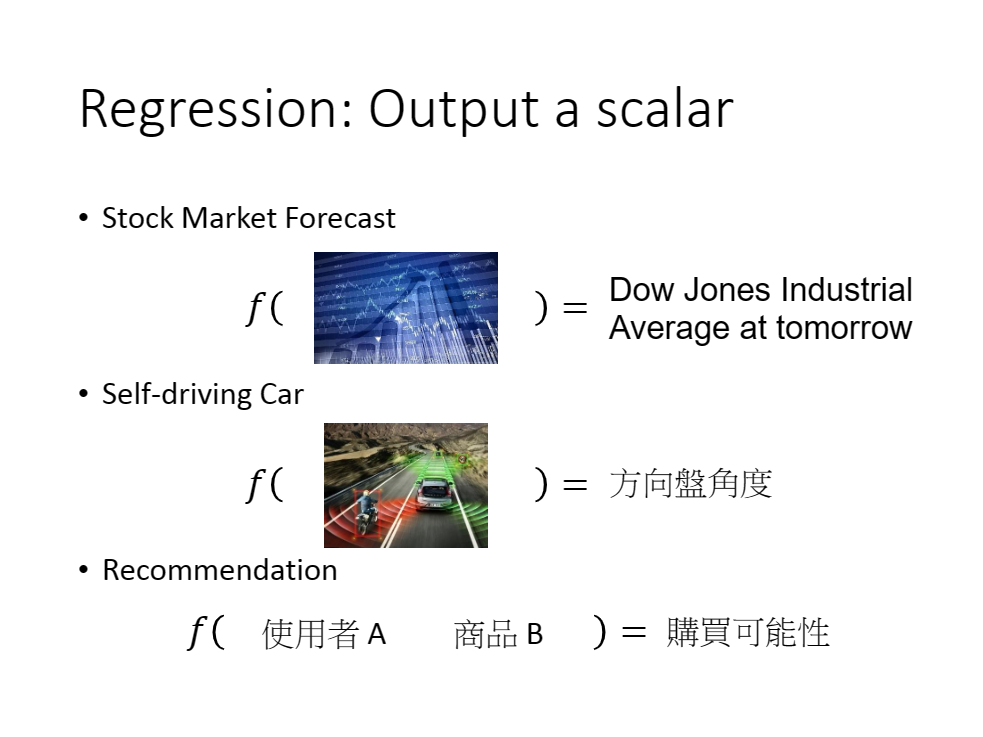 Regression: Output a scalar
• Stock Market Forecast
f( ) = Dow Jones Industrial
Average at tomorrow
• Self-driving Car
f( ) = 方向盤角度
• Recommendation
f( 使用者 A 商品 B ) = 購買可能性